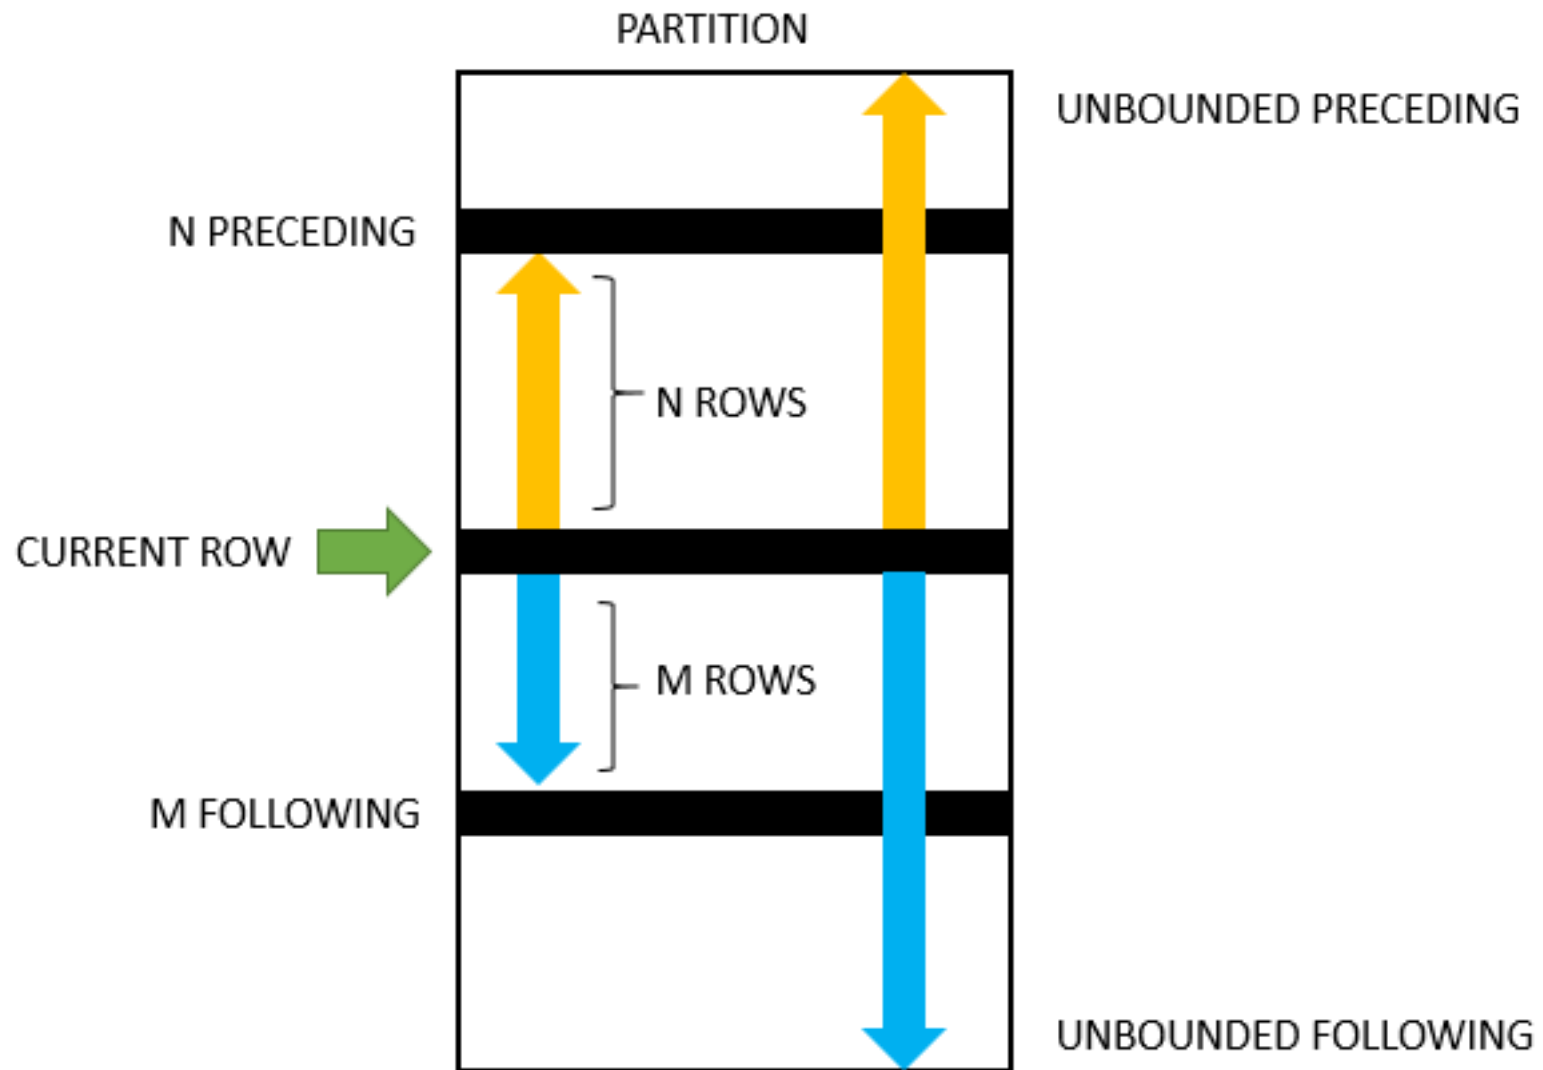 PARTITION
UNBOUNDED PRECEDING
N PRECEDING
N ROWS
CURRENT ROW
M ROWS
M FOLLOWING
UNBOUNDED FOLLOWING